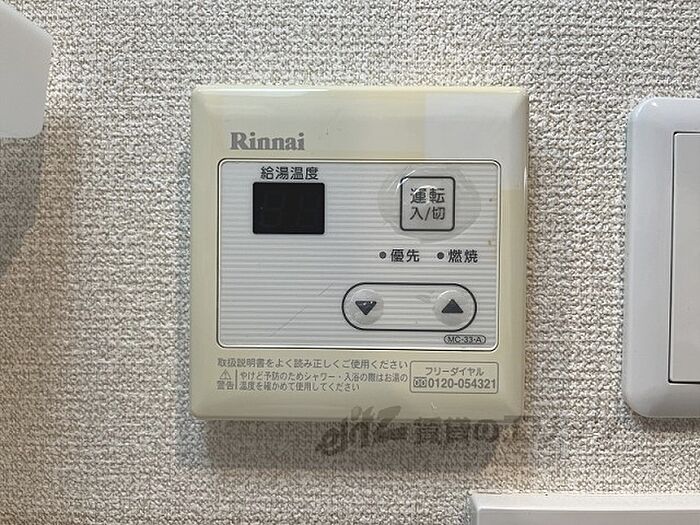 Rinnai
給湯温度
運転
入/切
優先 燃焼
MC-33-A
取扱説明書をよく読み正しくご使用ください
やけど予防のためシャワー・入浴の際はお湯の
警告 温度を確かめて使用してください
フリーダイヤル
0120-054321